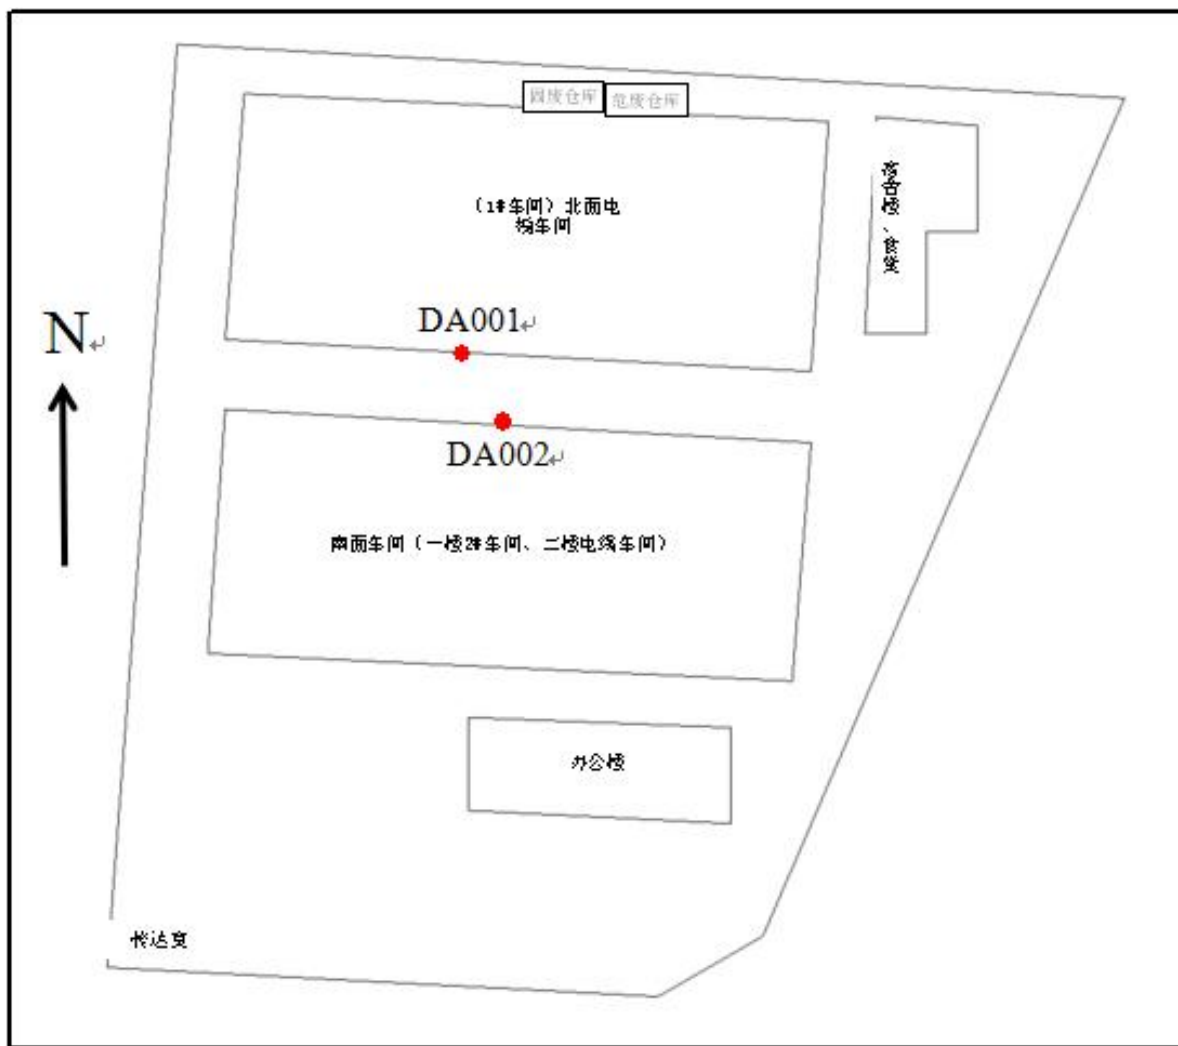 固废仓库
危废仓库
（1#车间）北面电
缆车间
宿舍楼、食堂
DA001
N
DA002
南面车间（一楼2#车间、二楼电缆车间）
办公楼
传达室